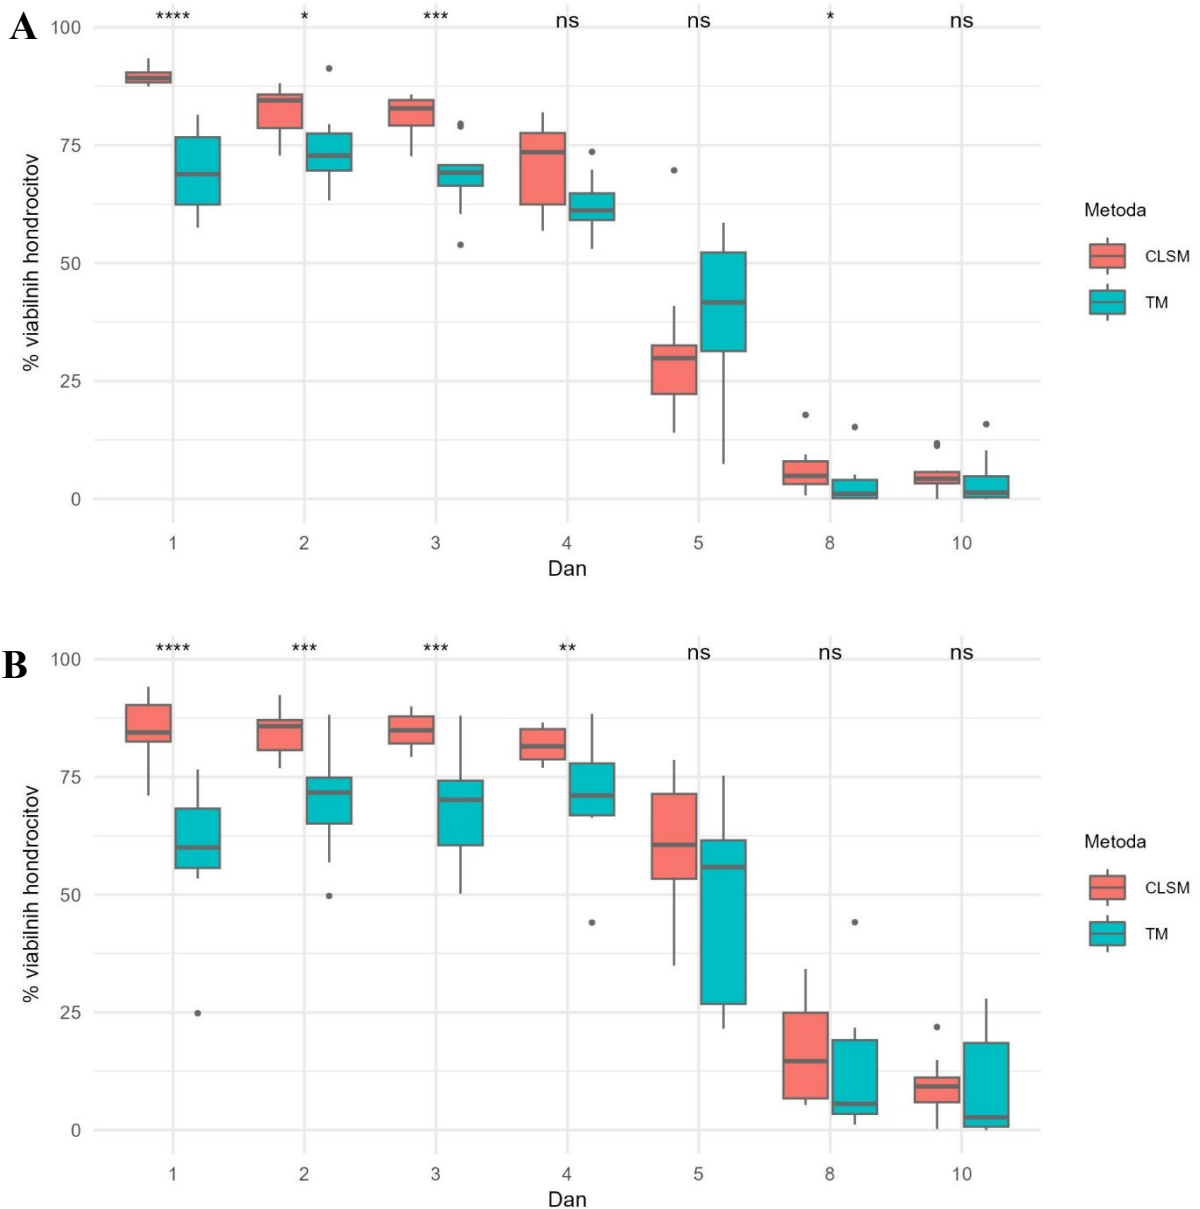 A
**** * *** ns ns * ns
100
75
50
25
0
% viabilnih hondrocitov
1 2 3 4 5 8 10
Dan
Metoda
CLSM
TM
B
**** *** *** ** ns ns ns
100
75
50
25
0
% viabilnih hondrocitov
1 2 3 4 5 8 10
Dan
Metoda
CLSM
TM